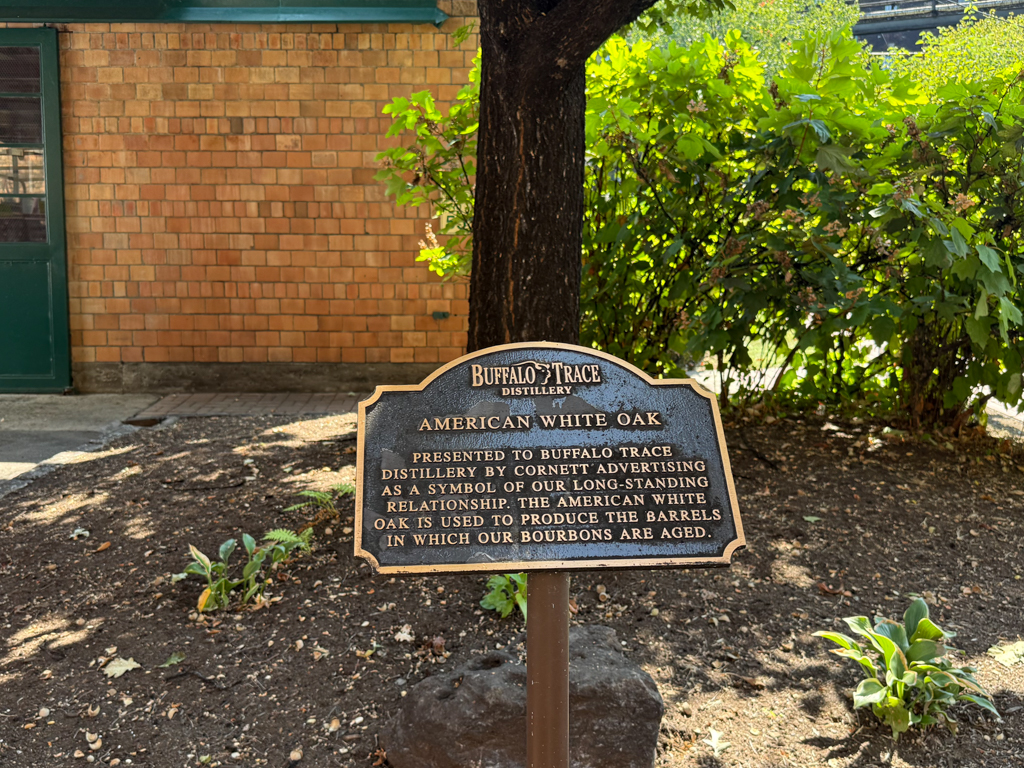 BUFFALO TRACE
DISTILLERY
AMERICAN WHITE OAK
PRESENTED TO BUFFALO TRACE
DISTILLERY BY CORNETT ADVERTISING
AS A SYMBOL OF OUR LONG-STANDING
RELATIONSHIP. THE AMERICAN WHITE
OAK IS USED TO PRODUCE THE BARRELS
IN WHICH OUR BOURBONS ARE AGED.